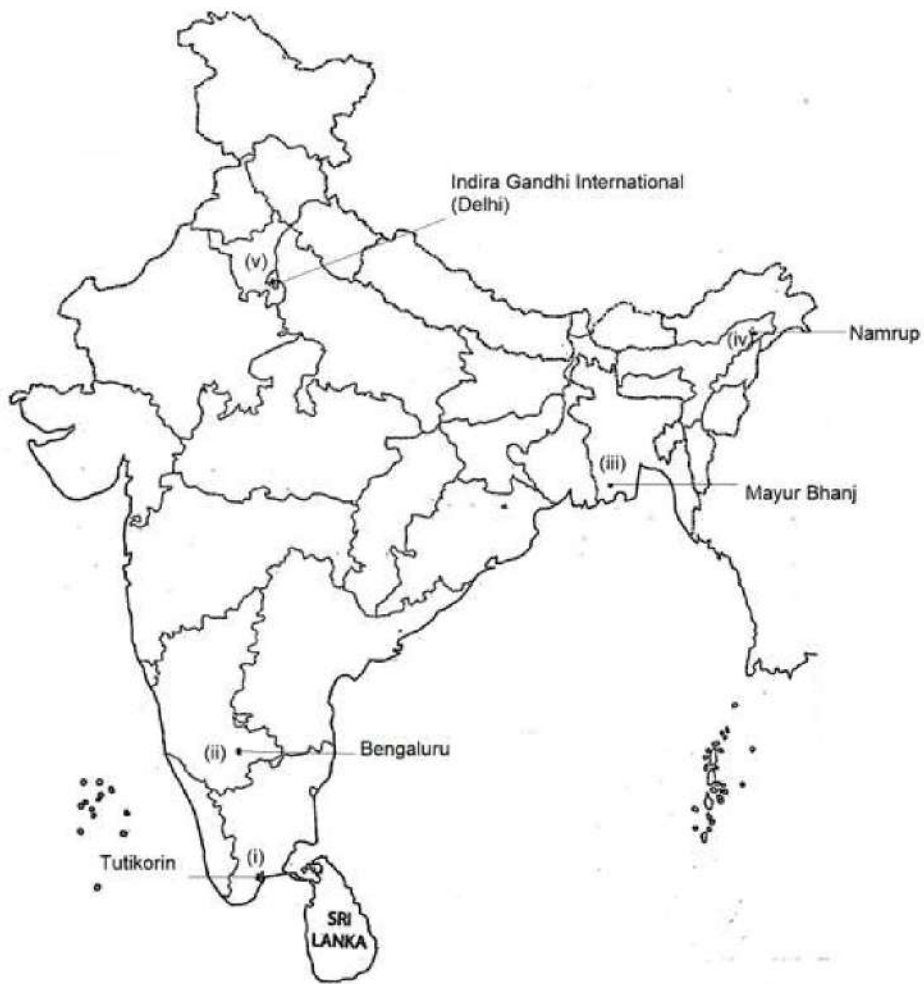 Indira Gandhi International
(Delhi)
(v)
(iv)
Namrup
(iii)
Mayur Bhanj
(ii)
Bengaluru
(i)
Tutikorin
SRI
LANKA